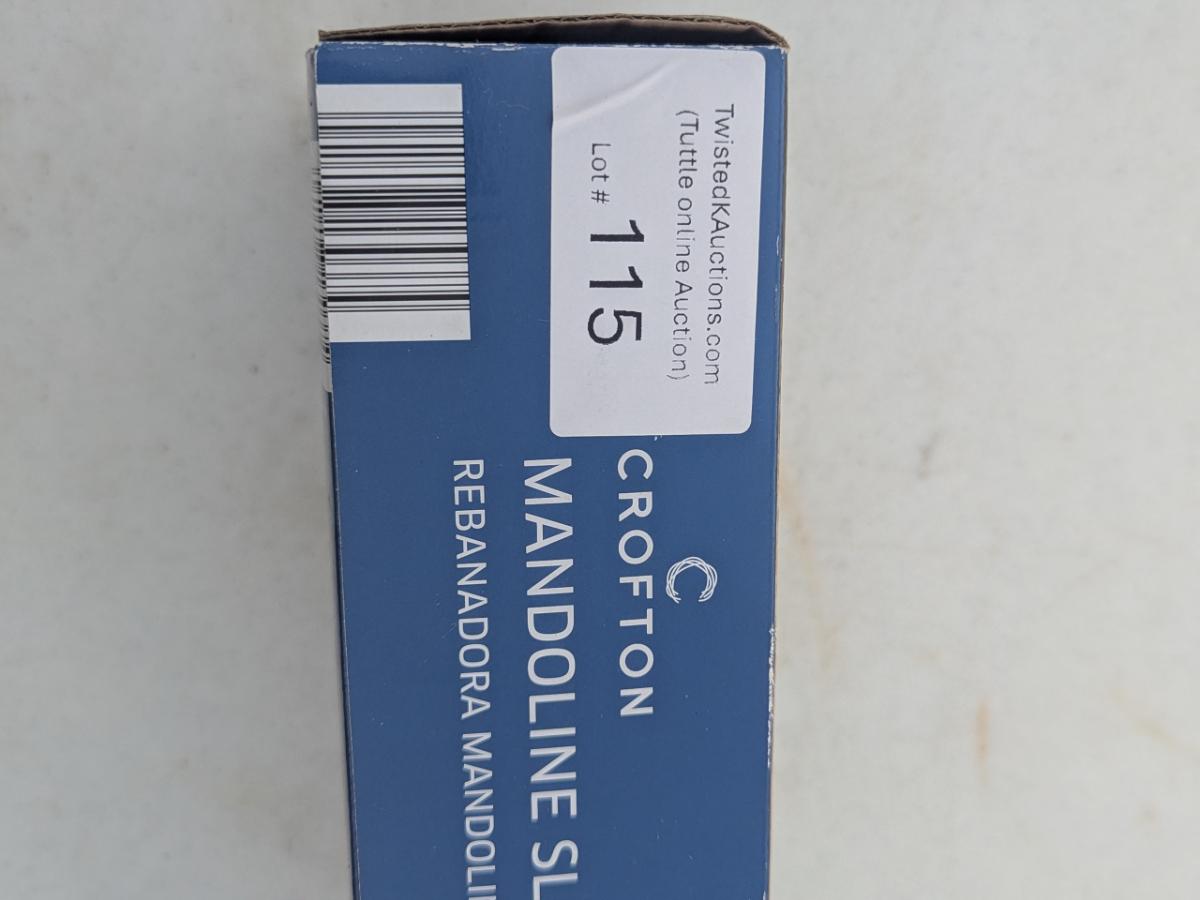 TwistedKAuctions.com
(Tuttle online Auction)
Lot # 115
CROFTON
MANDOLINE SL
REBANADORA MANDOLI